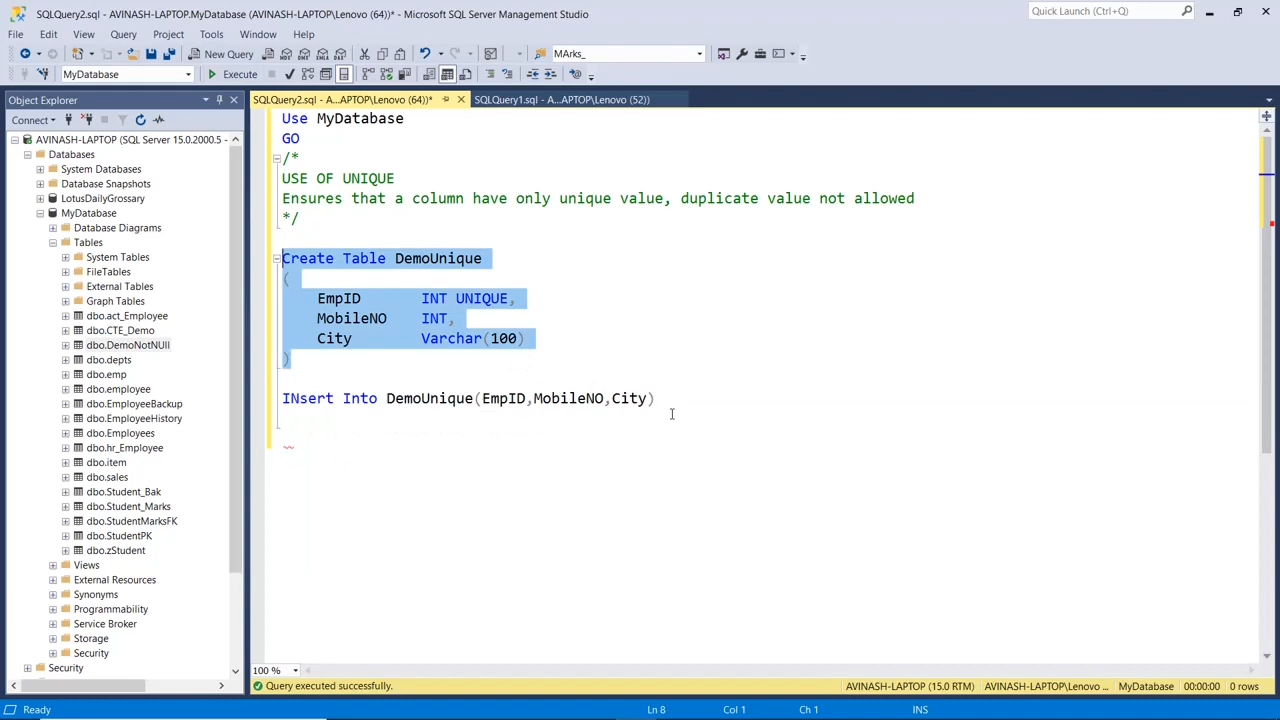 SQLQuery2.sql - AVINASH-LAPTOP.MyDatabase (AVINASH-LAPTOP\Lenovo (64))* - Microsoft SQL Server Management Studio
Quick Launch (Ctrl+Q)
File Edit View Query Project Tools Window Help
New Query MDX DMX XMLA DAX MArks_
MyDatabase Execute
Object Explorer
SQLQuery2.sql - A...APTOP\Lenovo (64))* SQLQuery1.sql - A...APTOP\Lenovo (52))
Connect
AVINASH-LAPTOP (SQL Server 15.0.2000.5 -
Databases
System Databases
Database Snapshots
LotusDailyGrossary
MyDatabase
Database Diagrams
Tables
System Tables
FileTables
External Tables
Graph Tables
dbo.act_Employee
dbo.CTE_Demo
dbo.DemoNotNUll
dbo.depts
dbo.emp
dbo.employee
dbo.EmployeeBackup
dbo.EmployeeHistory
dbo.Employees
dbo.hr_Employee
dbo.item
dbo.sales
dbo.Student_Bak
dbo.Student_Marks
dbo.StudentMarksFK
dbo.StudentPK
dbo.zStudent
Views
External Resources
Synonyms
Programmability
Service Broker
Storage
Security
Security
Use MyDatabase
GO
/*
USE OF UNIQUE
Ensures that a column have only unique value, duplicate value not allowed
*/
Create Table DemoUnique
(
EmpID INT UNIQUE,
MobileNO INT,
City Varchar(100)
)
INsert Into DemoUnique(EmpID,MobileNO,City)
100 %
Query executed successfully. AVINASH-LAPTOP (15.0 RTM) AVINASH-LAPTOP\Lenovo ... MyDatabase 00:00:00 0 rows
Ready Ln 8 Col 1 Ch 1 INS